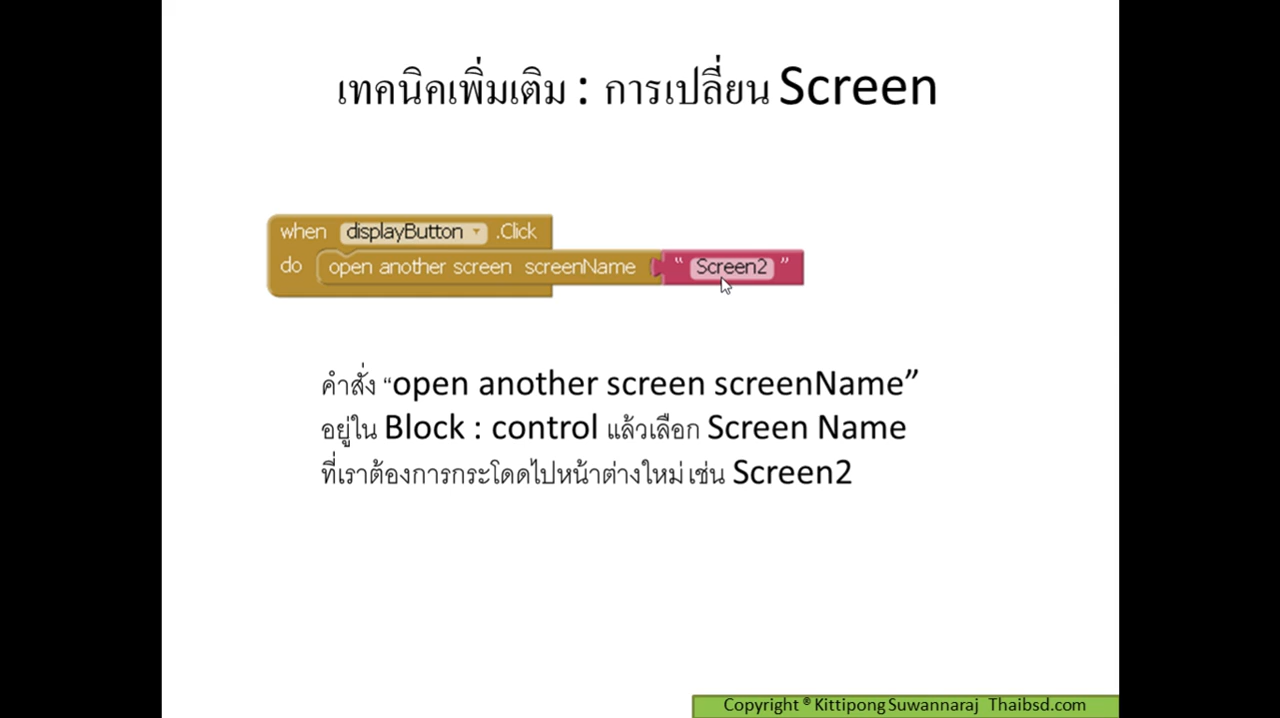 เทคนิคเพิ่มเติม : การเปลี่ยน Screen
when displayButton .Click
do open another screen screenName “ Screen2 ”
คำสั่ง “open another screen screenName”
อยู่ใน Block : control แล้วเลือก Screen Name
ที่เราต้องการกระโดดไปหน้าต่างใหม่ เช่น Screen2
Copyright ® Kittipong Suwannaraj Thaibsd.com